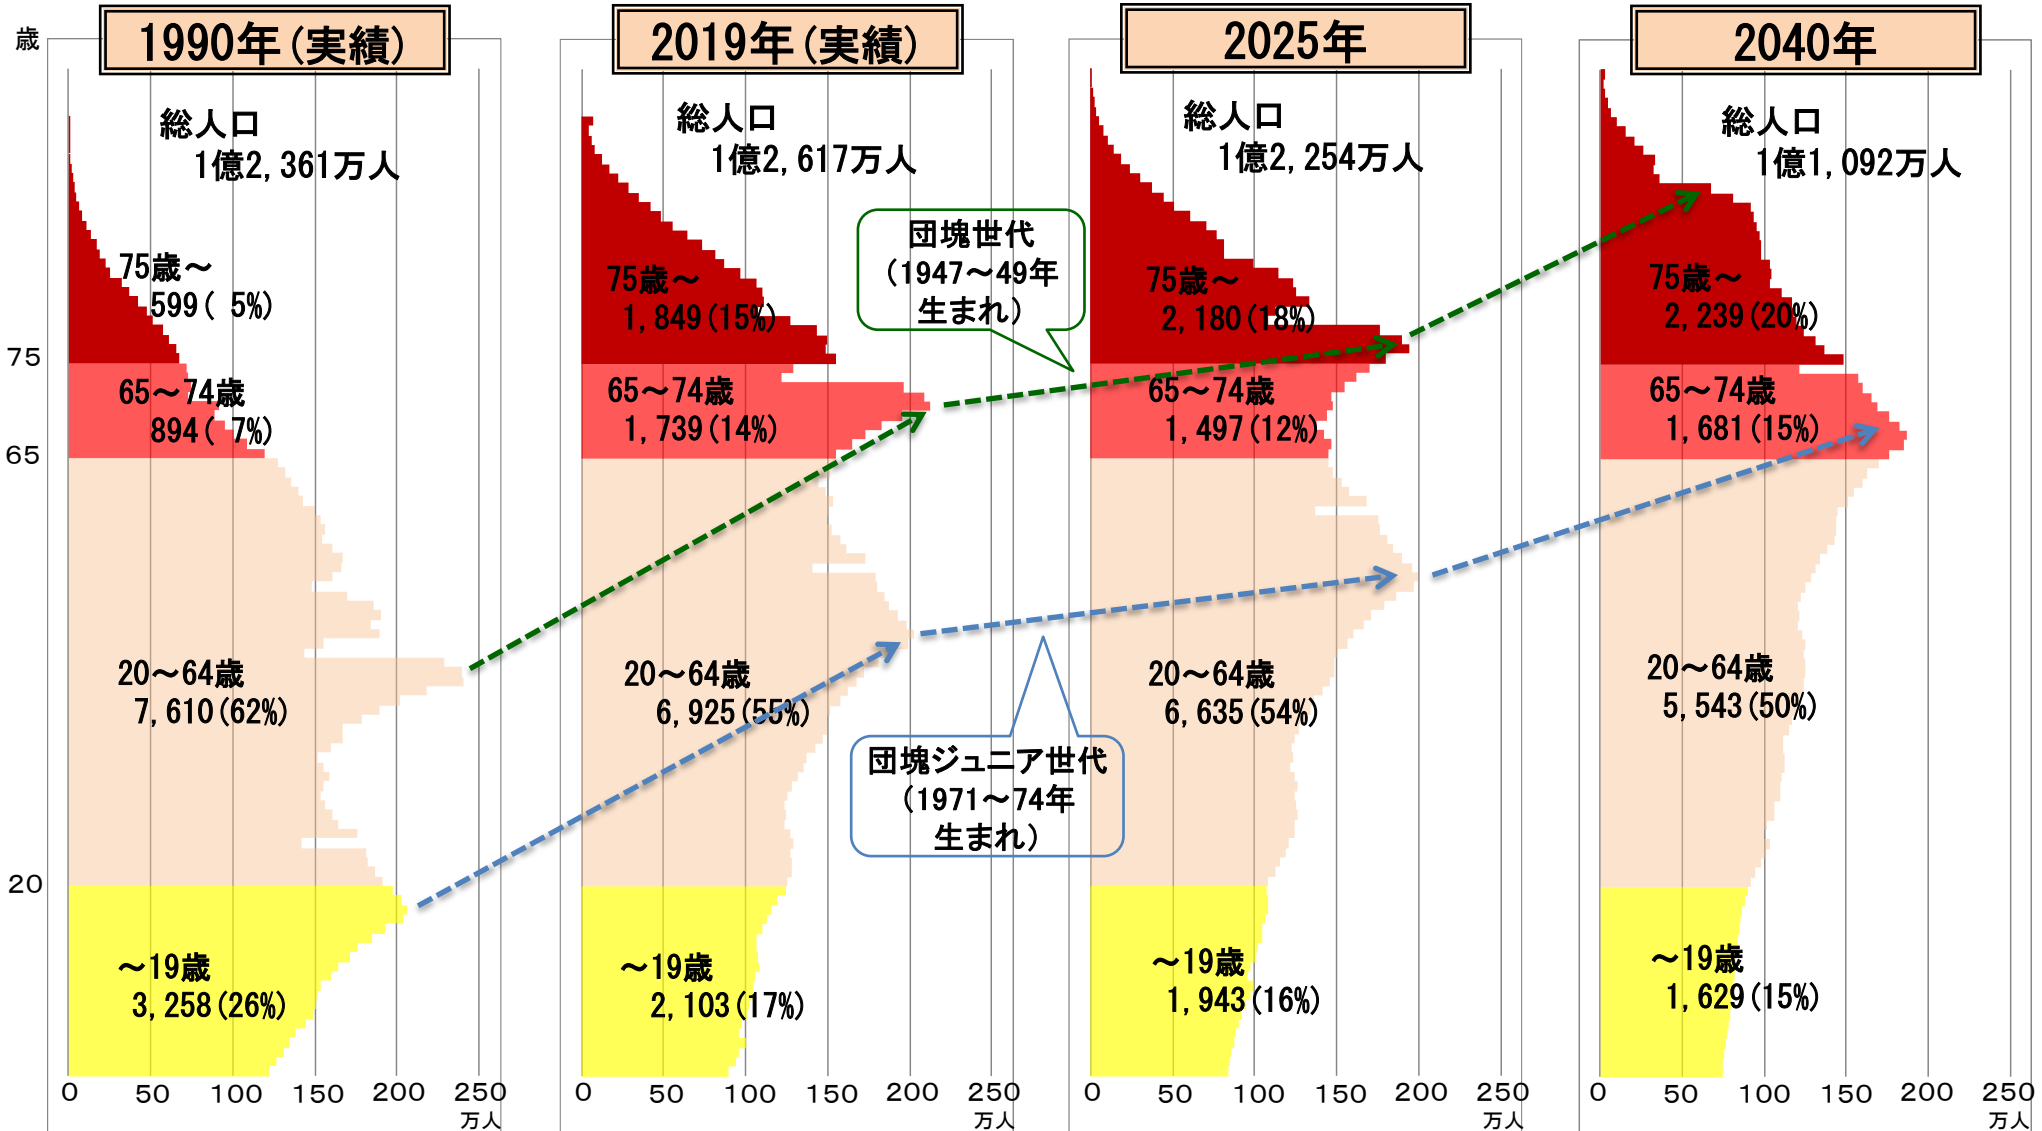 歳
1990年(実績)
総人口
1億2,361万人
75歳～
599( 5%)
75
65～74歳
894( 7%)
65
20～64歳
7,610(62%)
20
～19歳
3,258(26%)
0 50 100 150 200 250
万人
2019年(実績)
総人口
1億2,617万人
75歳～
1,849(15%)
65～74歳
1,739(14%)
20～64歳
6,925(55%)
～19歳
2,103(17%)
0 50 100 150 200 250
万人
団塊世代
(1947～49年
生まれ)
団塊ジュニア世代
(1971～74年
生まれ)
2025年
総人口
1億2,254万人
75歳～
2,180(18%)
65～74歳
1,497(12%)
20～64歳
6,635(54%)
～19歳
1,943(16%)
0 50 100 150 200 250
万人
2040年
総人口
1億1,092万人
75歳～
2,239(20%)
65～74歳
1,681(15%)
20～64歳
5,543(50%)
～19歳
1,629(15%)
0 50 100 150 200 250
万人